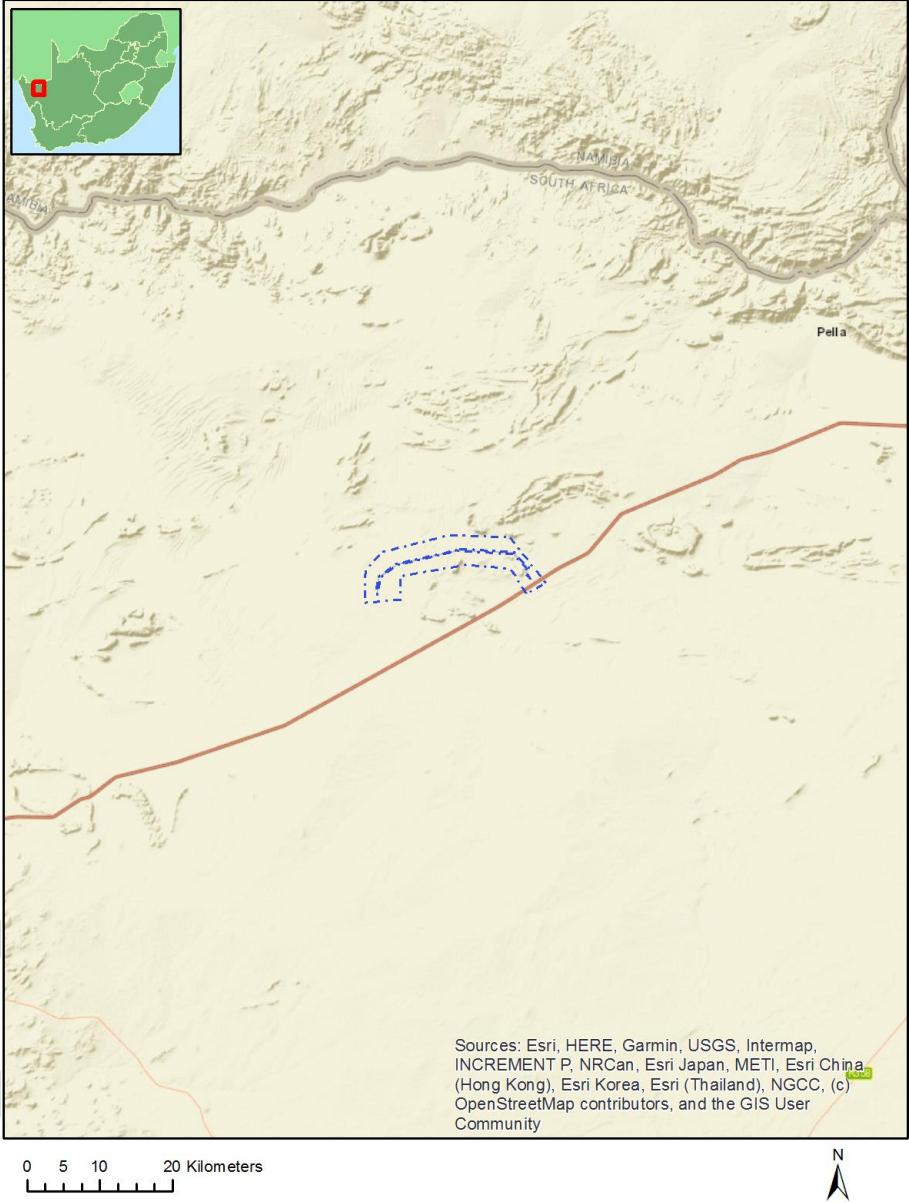 NAMIBIA
SOUTH AFRICA
AMIBIA
Pella
Sources: Esri, HERE, Garmin, USGS, Intermap,
INCREMENT P, NRCan, Esri Japan, METI, Esri China
(Hong Kong), Esri Korea, Esri (Thailand), NGCC, (c)
OpenStreetMap contributors, and the GIS User
Community
0 5 10 20 Kilometers
N